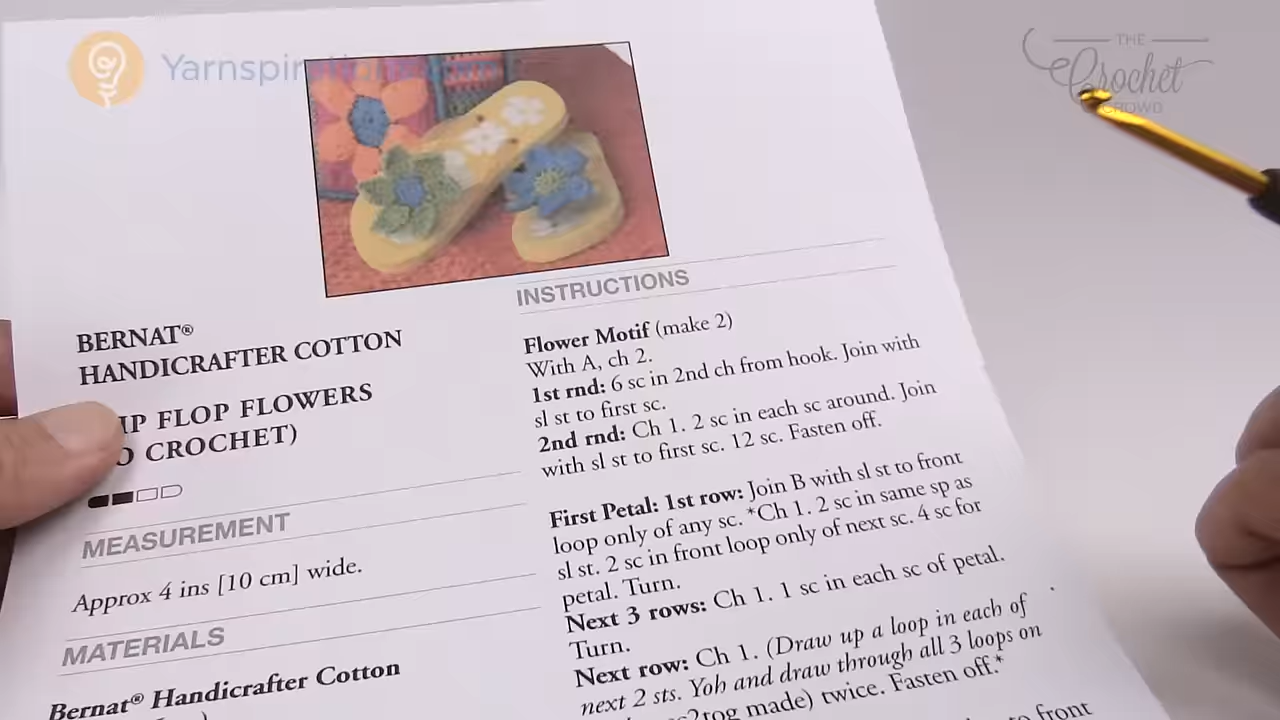 Yarnspirations.com
THE
Crochet
CROWD
BERNAT®
HANDICRAFTER COTTON
IP FLOP FLOWERS
O CROCHET)
MEASUREMENT
Approx 4 ins [10 cm] wide.
MATERIALS
Bernat® Handicrafter Cotton
INSTRUCTIONS
Flower Motif (make 2)
With A, ch 2.
1st rnd: 6 sc in 2nd ch from hook. Join with
sl st to first sc.
2nd rnd: Ch 1. 2 sc in each sc around. Join
with sl st to first sc. 12 sc. Fasten off.
First Petal: 1st row: Join B with sl st to front
loop only of any sc. *Ch 1. 2 sc in same sp as
sl st. 2 sc in front loop only of next sc. 4 sc for
petal. Turn.
Next 3 rows: Ch 1. 1 sc in each sc of petal.
Turn.
Next row: Ch 1. (Draw up a loop in each of
next 2 sts. Yoh and draw through all 3 loops on
made) twice. Fasten off.*
to front